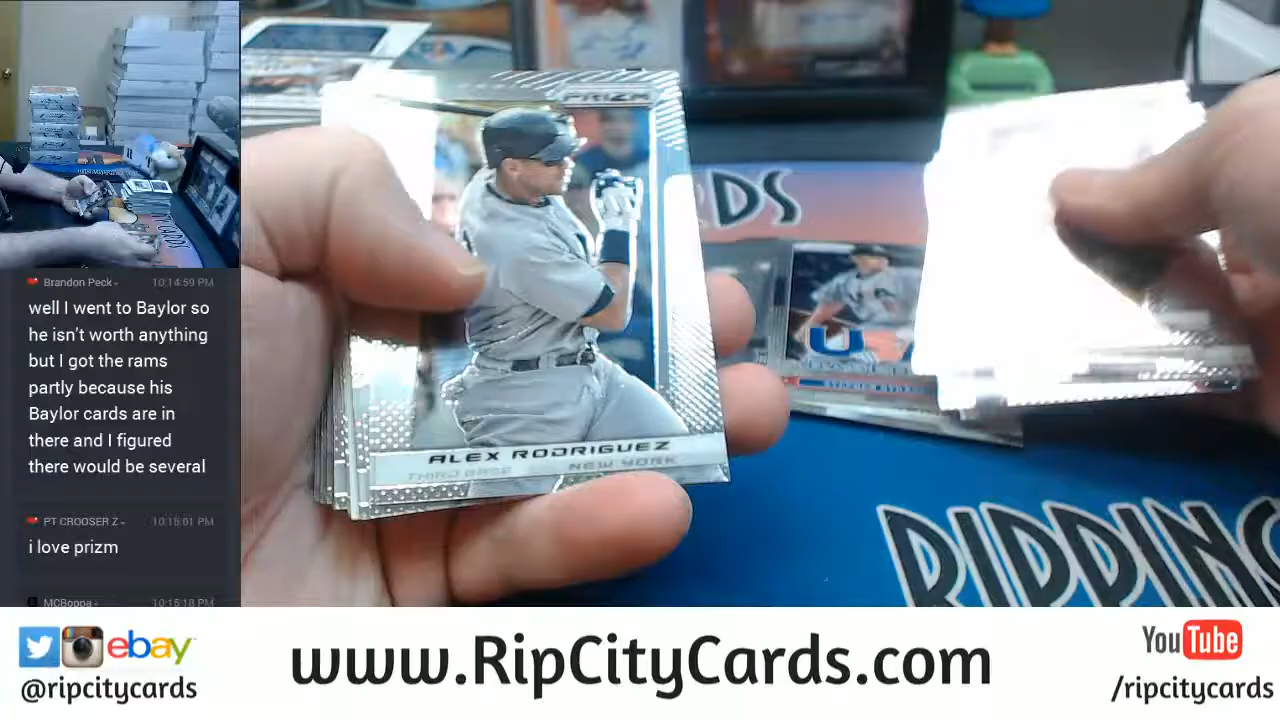 Brandon Peck 10:14:59 PM
well I went to Baylor so
he isn't worth anything
but I got the rams
partly because his
Baylor cards are in
there and I figured
there would be several
PT CROOSER Z 10:15:01 PM
i love prizm
MCBoppa 10:15:18 PM
PRIZM
ALEX RODRIGUEZ
THIRD BASE NEW YORK
RDS
U
RIPPING
ebay
@ripcitycards
www.RipCityCards.com
YouTube
/ripcitycards